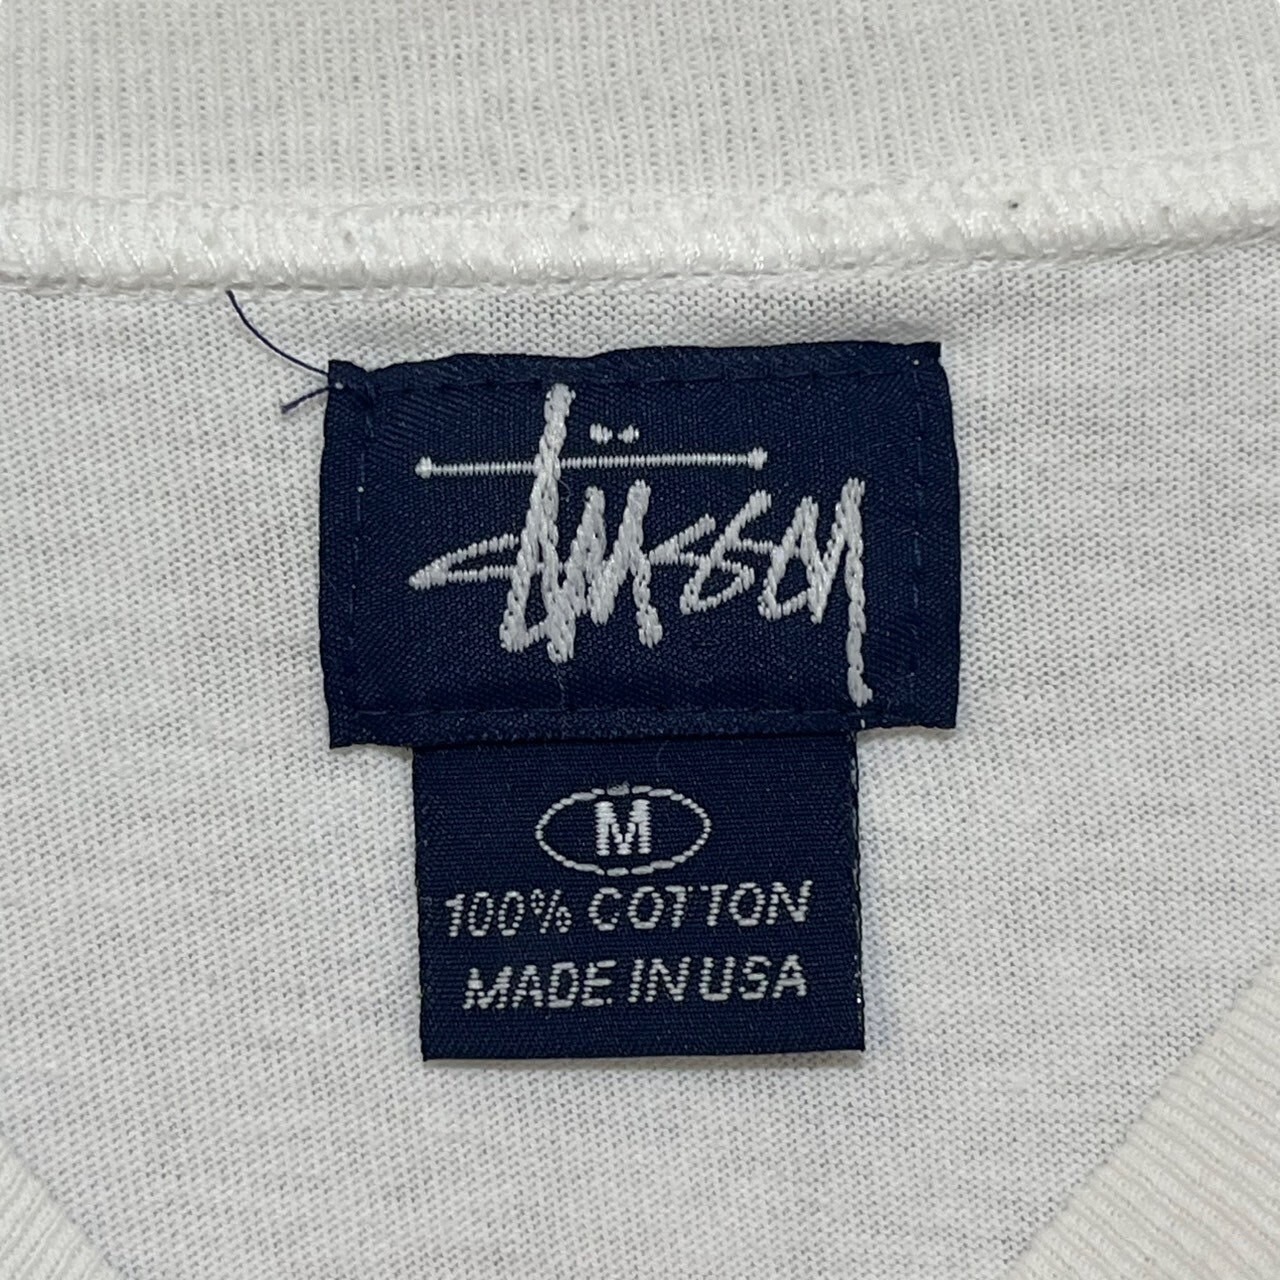 Stüssy
M
100% COTTON
MADE IN USA